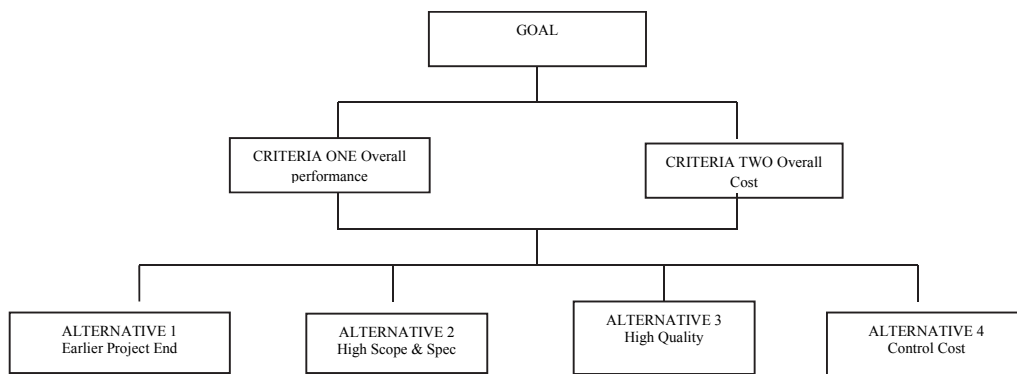 GOAL
CRITERIA ONE Overall
performance
CRITERIA TWO Overall
Cost
ALTERNATIVE 1
Earlier Project End
ALTERNATIVE 2
High Scope & Spec
ALTERNATIVE 3
High Quality
ALTERNATIVE 4
Control Cost